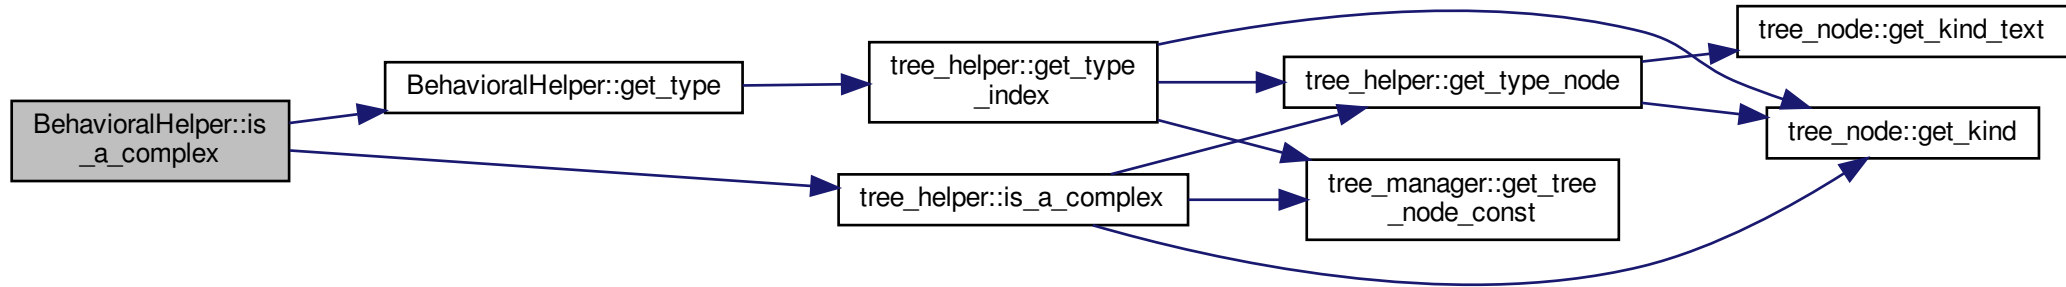 BehavioralHelper::is
_a_complex
BehavioralHelper::get_type
tree_helper::get_type
_index
tree_helper::is_a_complex
tree_helper::get_type_node
tree_manager::get_tree
_node_const
tree_node::get_kind_text
tree_node::get_kind